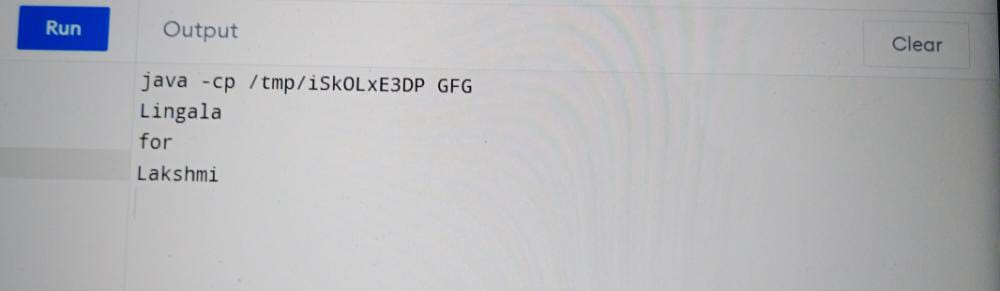 Run Output Clear
java -cp /tmp/iSkOLxE3DP GFG
Lingala
for
Lakshmi